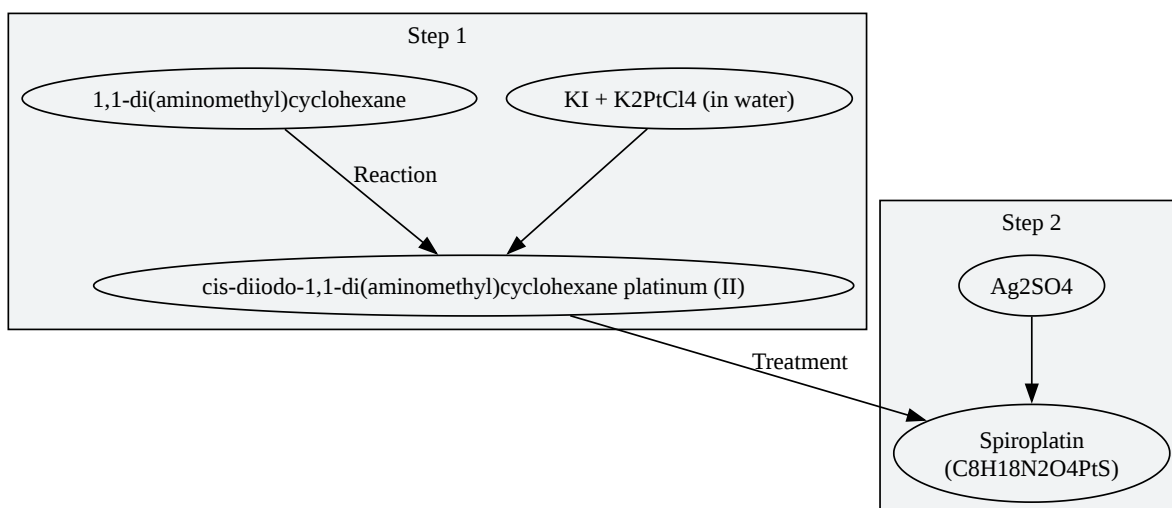 Step 1
1,1-di(aminomethyl)cyclohexane
KI + K2PtCl4 (in water)
Reaction
cis-diiodo-1,1-di(aminomethyl)cyclohexane platinum (II)
Step 2
Ag2SO4
Treatment
Spiroplatin
(C8H18N2O4PtS)